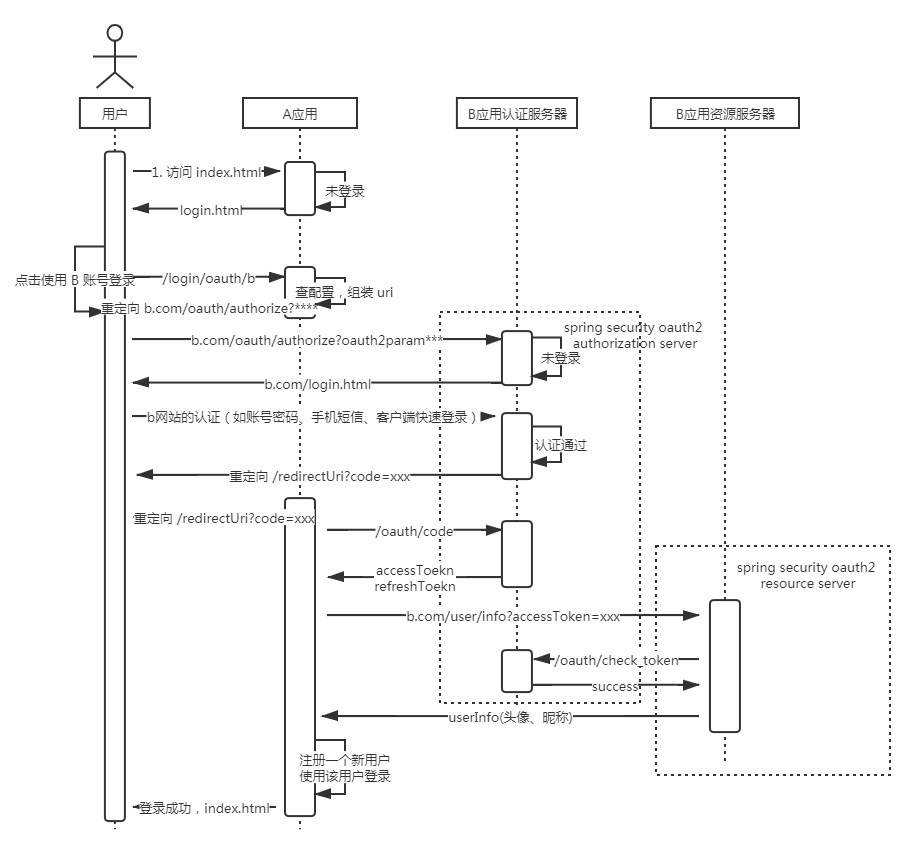 用户
A应用
B应用认证服务器
B应用资源服务器
1. 访问 index.html
未登录
login.html
点击使用 B 账号登录
/login/oauth/b
查配置，组装 uri
重定向 b.com/oauth/authorize?****
spring security oauth2
authorization server
b.com/oauth/authorize?oauth2param***
未登录
b.com/login.html
b网站的认证（如账号密码、手机短信、客户端快速登录）
认证通过
重定向 /redirectUri?code=xxx
重定向 /redirectUri?code=xxx
/oauth/code
accessToekn
refreshToekn
spring security oauth2
resource server
b.com/user/info?accessToken=xxx
/oauth/check_token
success
userInfo(头像、昵称)
注册一个新用户
使用该用户登录
登录成功，index.html